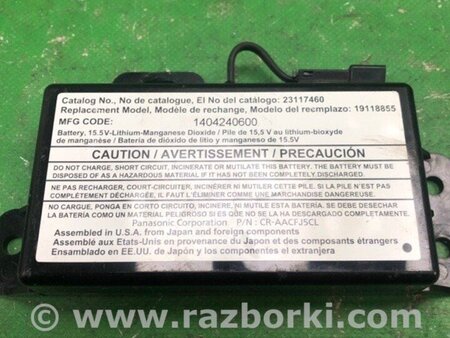 Catalog No., No de catalogue, El No del catálogo: 23117460
Replacement Model, Modèle de rechange, Modelo del recmplazo: 19118855
MFG CODE: 1404240600
Battery, 15.5V-Lithium-Manganese Dioxide / Pile de 15,5 V au lithium-bioxyde
de manganèse / Batería de dióxido de litio y manganeso de 15.5V
CAUTION / AVERTISSEMENT / PRECAUCIÓN
DO NOT CHARGE, SHORT CIRCUIT, INCINERATE OR MUTILATE THIS BATTERY. THE BATTERY MUST BE
DISPOSED OF AS A HAZARDOUS MATERIAL IF IT HAS NOT BEEN COMPLETELY DISCHARGED.
NE PAS RECHARGER, COURT-CIRCUITER, INCINÉRER NI MUTILER CETTE PILE. SI ELLE N'EST PAS
COMPLÈTEMENT DÉCHARGÉE, L'ÉLIMINER COMME S'IL S'AGISSAIT D'UNE MARCHANDISE DANGEREUSE.
NO CARGUE, PONGA EN CORTO CIRCUITO, INCINERE NI MUTILE ESTA BATERÍA. SE DEBE DESECHAR LA
BATERÍA COMO UN MATERIAL PELIGROSO SI ES QUE NO SE LA HA DESCARGADO COMPLETAMENTE.
Panasonic Corporation P/N : CR-AACFJ5CL
Assembled in U.S.A. from Japan and foreign components
Assemblé aux Etats-Unis en provenance du Japan et des composants étrangers
Ensamblado en EE.UU. de Japón y los componentes el extranjero
www.razborki.com